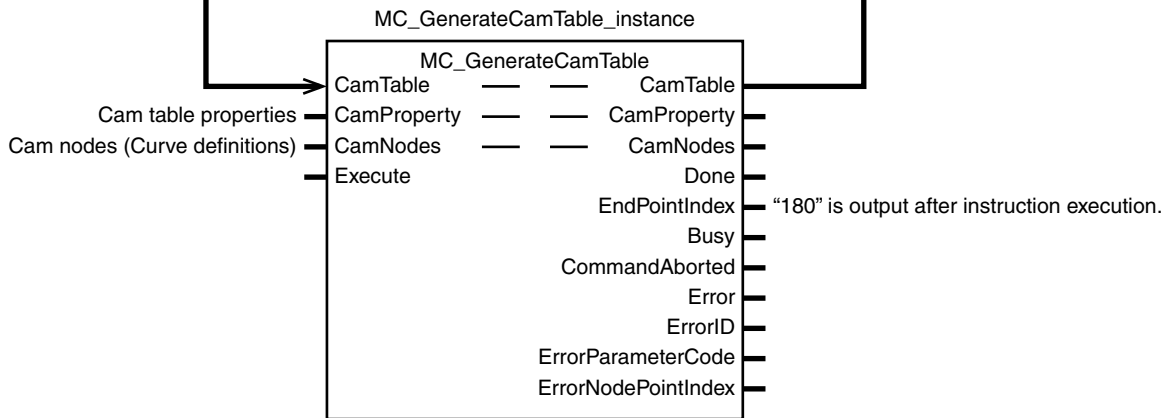 MC_GenerateCamTable_instance
MC_GenerateCamTable
CamTable CamTable
Cam table properties CamProperty CamProperty
Cam nodes (Curve definitions) CamNodes CamNodes
Execute Done
EndPointIndex “180” is output after instruction execution.
Busy
CommandAborted
Error
ErrorID
ErrorParameterCode
ErrorNodePointIndex